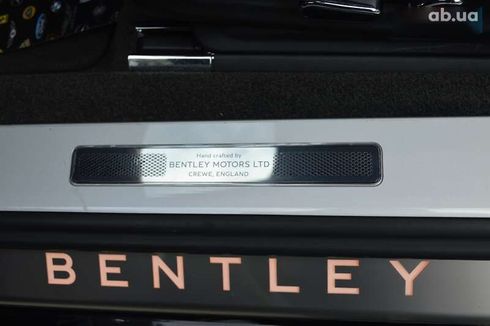 ab.ua
Hand crafted by
BENTLEY MOTORS LTD
CREWE, ENGLAND
BENTLEY